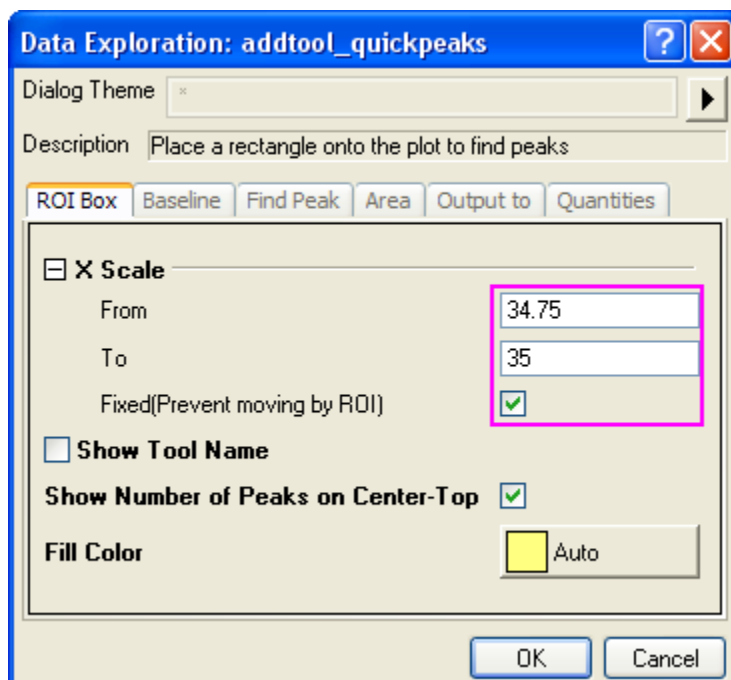 Data Exploration: addtool_quickpeaks
Dialog Theme *
Description Place a rectangle onto the plot to find peaks
ROI Box Baseline Find Peak Area Output to Quantities
X Scale
From 34.75
To 35
Fixed(Prevent moving by ROI)
Show Tool Name
Show Number of Peaks on Center-Top
Fill Color Auto
OK Cancel